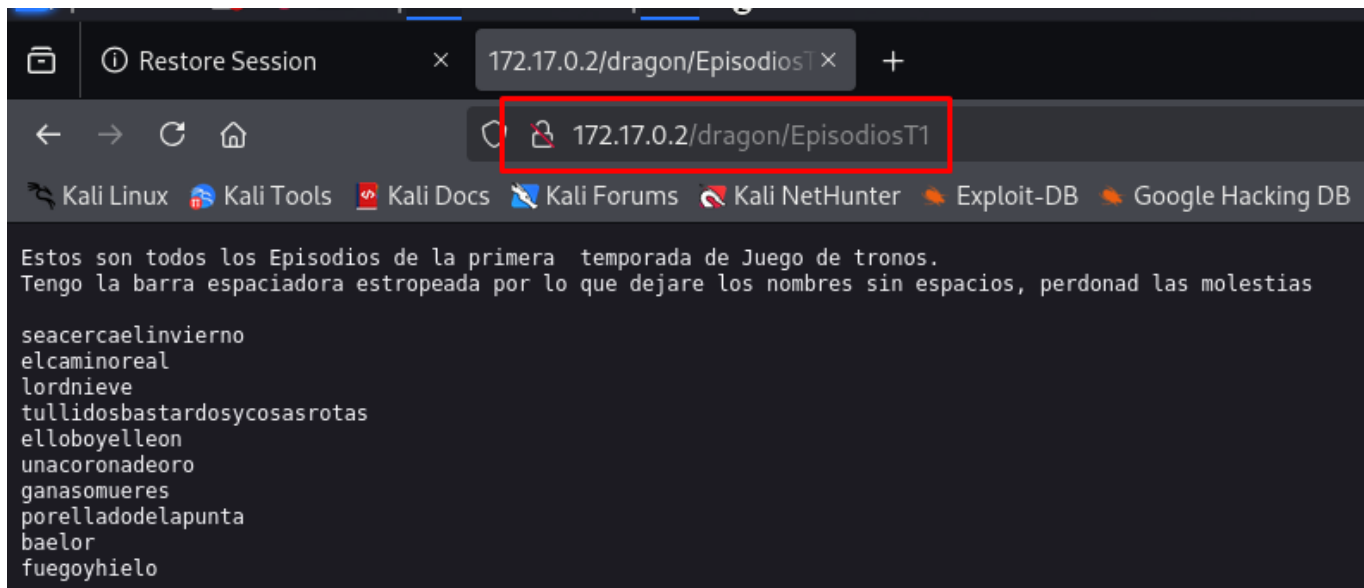 Restore Session
172.17.0.2/dragon/EpisodiosT
172.17.0.2/dragon/EpisodiosT1
Kali Linux Kali Tools Kali Docs Kali Forums Kali NetHunter Exploit-DB Google Hacking DB
Estos son todos los Episodios de la primera  temporada de Juego de tronos.
Tengo la barra espaciadora estropeada por lo que dejare los nombres sin espacios, perdonad las molestias
seacercaelinvierno
elcaminoreal
lordnieve
tullidosbastardosycosasrotas
elloboyelleon
unacoronadeoro
ganasomueres
porelladodelapunta
baelor
fuegoyhielo